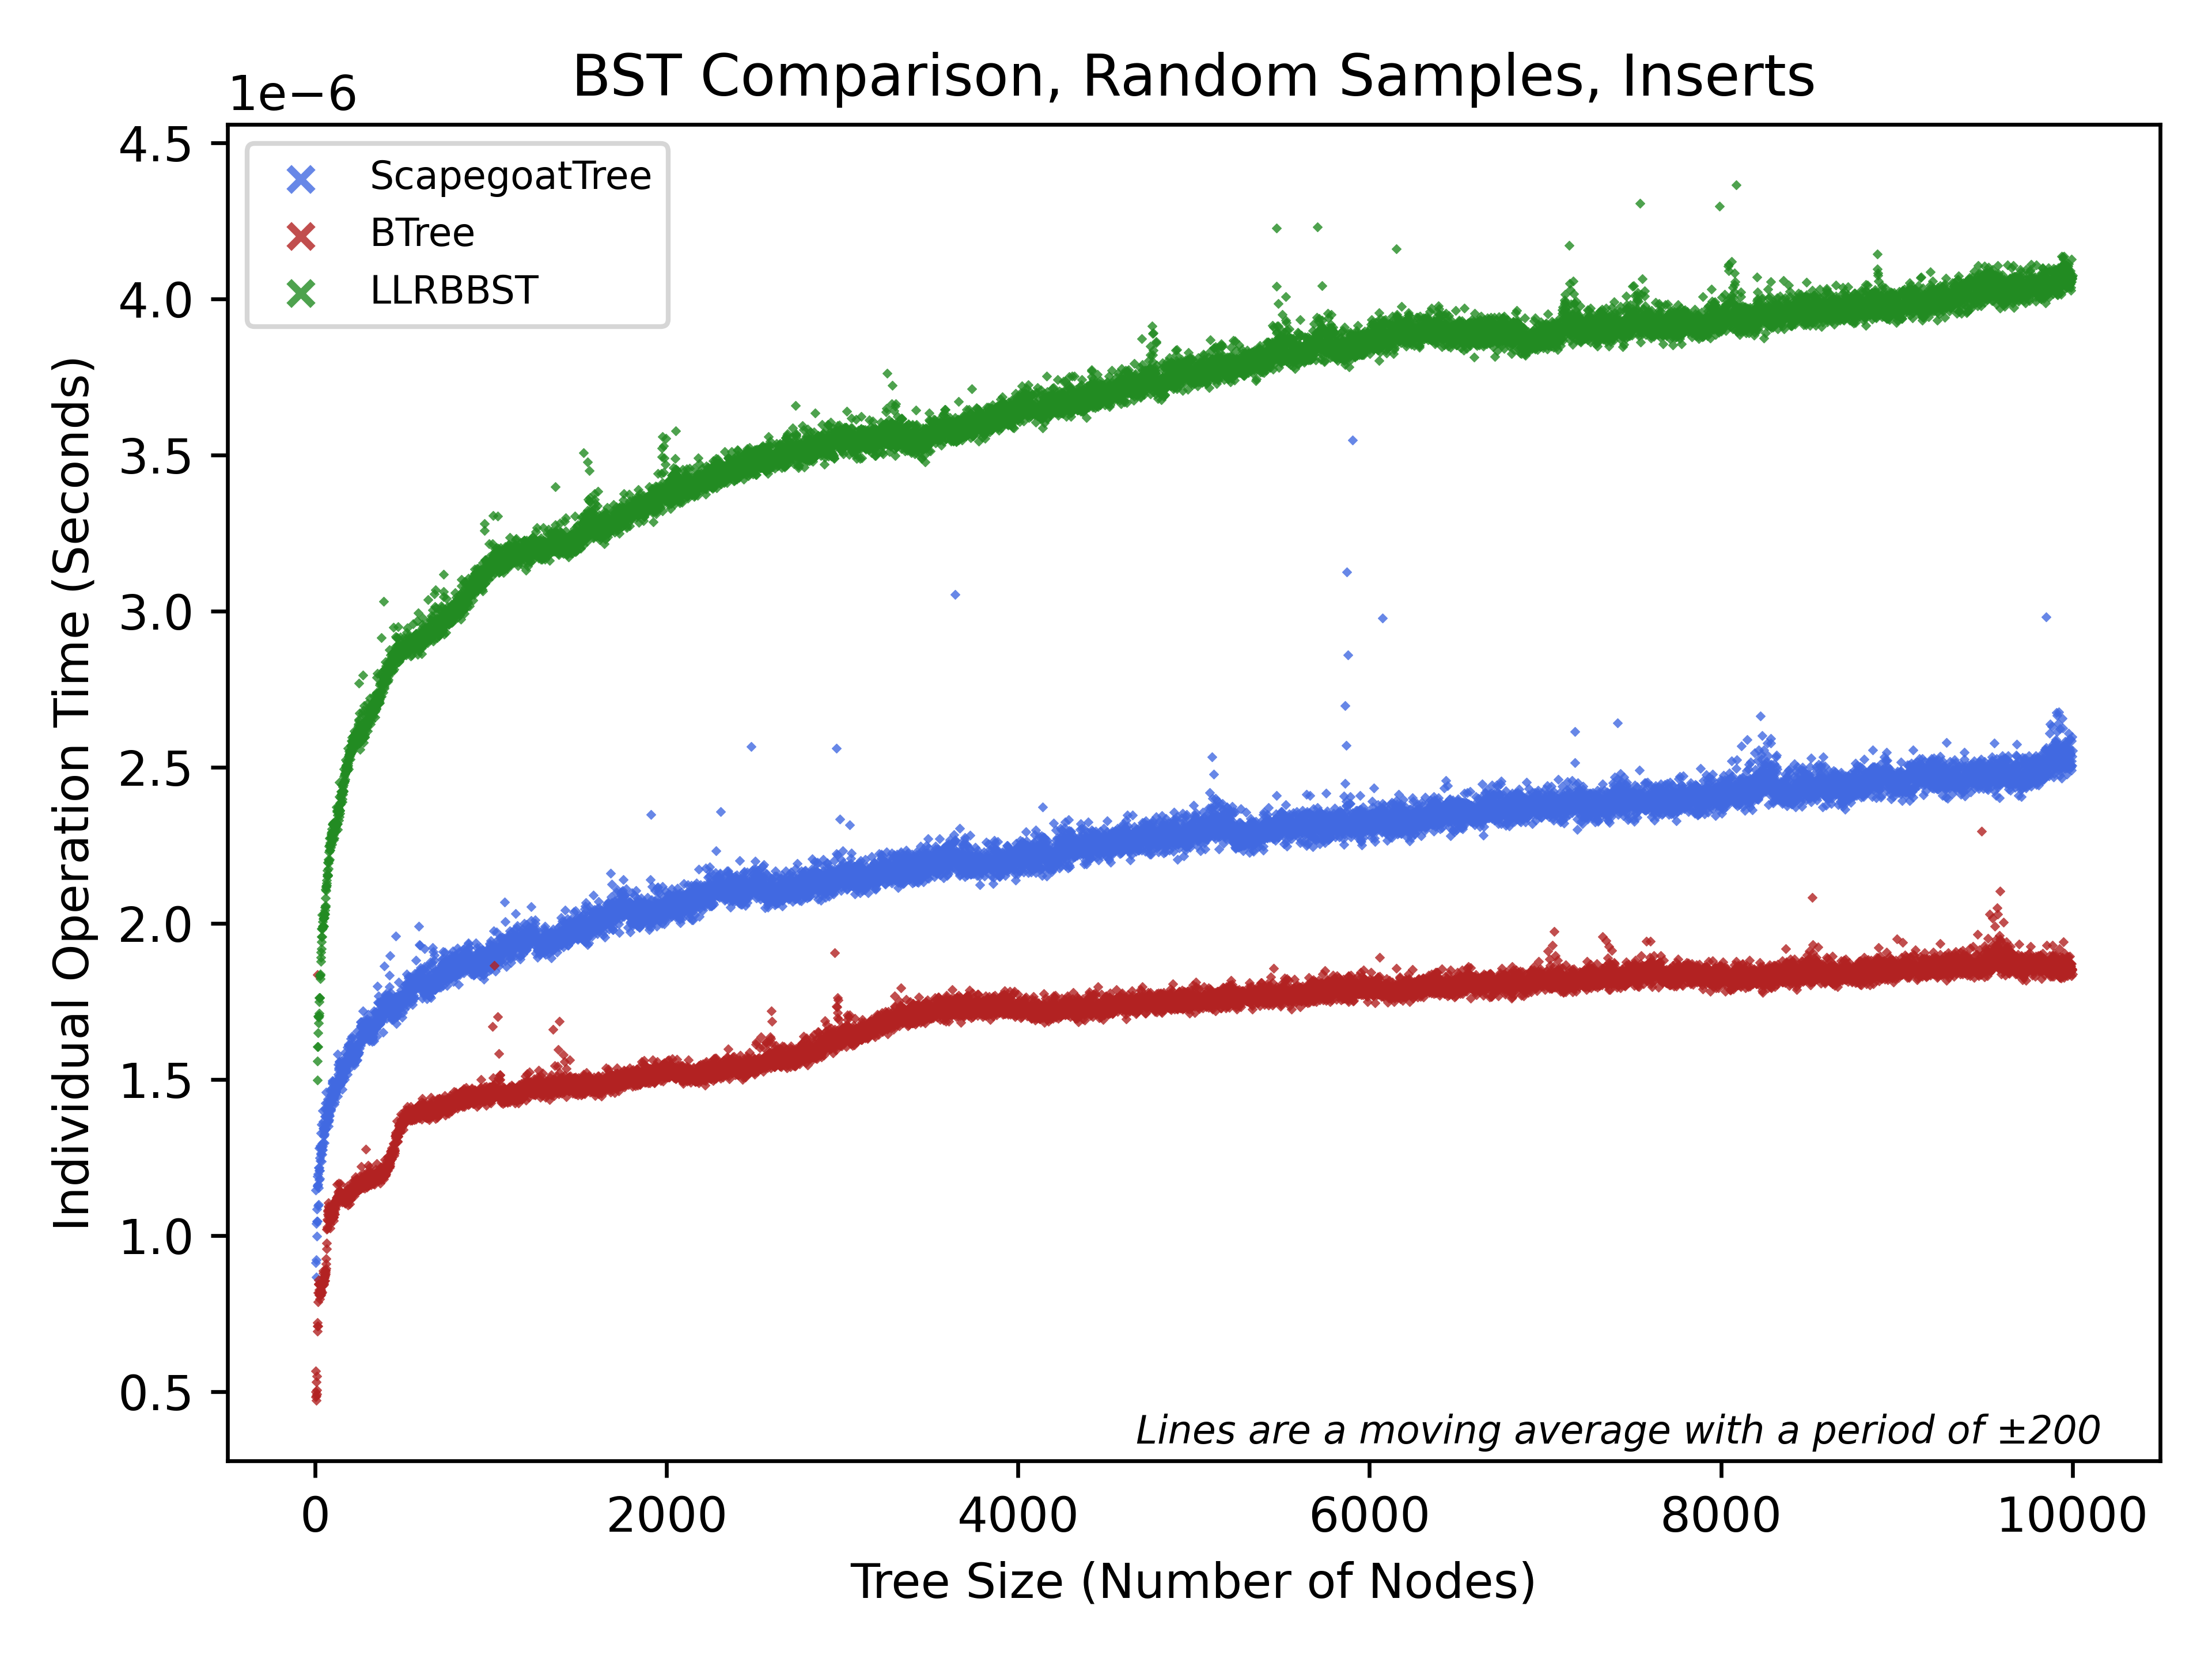 BST Comparison, Random Samples, Inserts
1e−6
ScapegoatTree
BTree
LLRBBST
4.5
4.0
3.5
3.0
2.5
2.0
1.5
1.0
0.5
Individual Operation Time (Seconds)
Lines are a moving average with a period of ±200
0 2000 4000 6000 8000 10000
Tree Size (Number of Nodes)